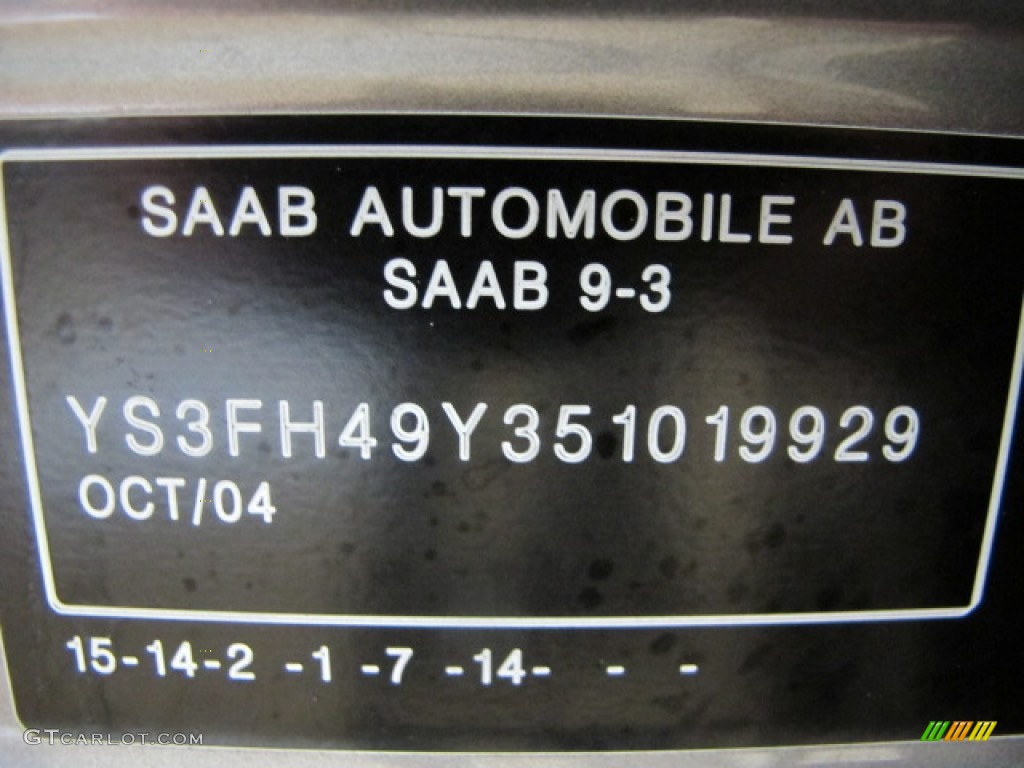 SAAB AUTOMOBILE AB
SAAB 9-3
YS3FH49Y351019929
OCT/04
15-14-2 -1 -7 -14- - -
GTCARLOT.COM